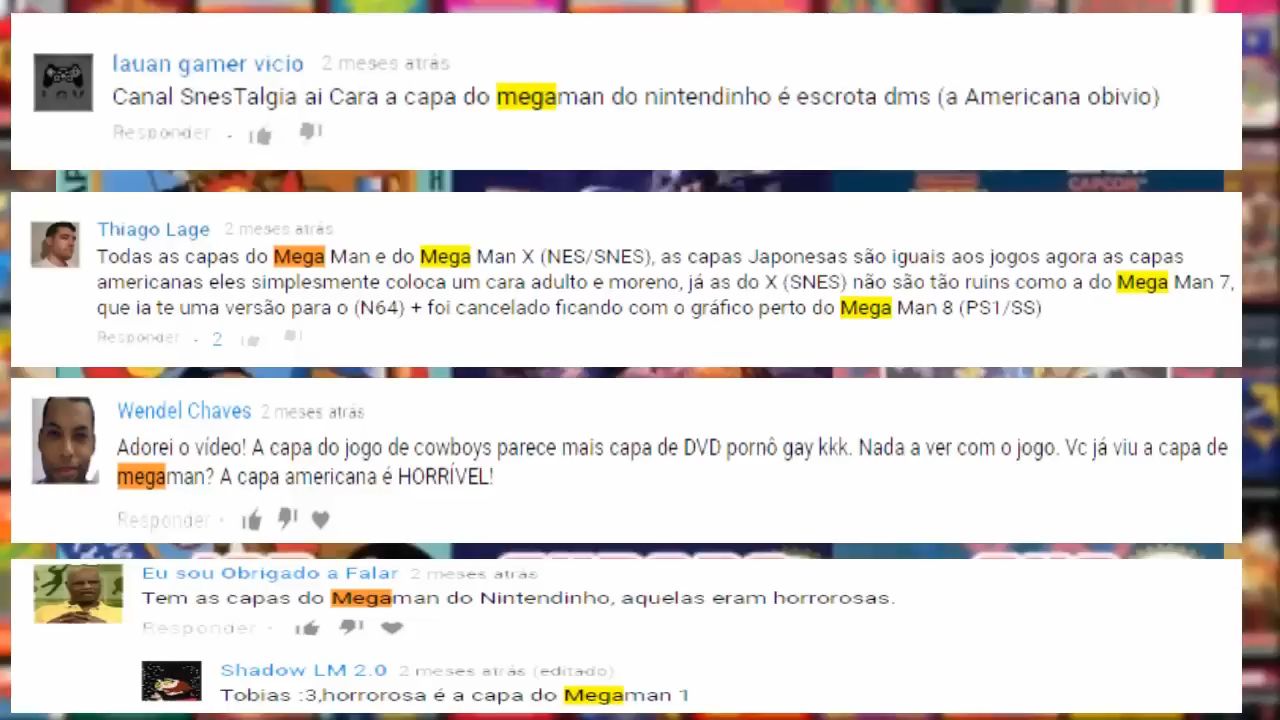 lauan gamer vicio 2 meses atrás
Canal SnesTalgia ai Cara a capa do megaman do nintendinho é escrota dms (a Americana obivio)
Responder
CAPCOM
Thiago Lage 2 meses atrás
Todas as capas do Mega Man e do Mega Man X (NES/SNES), as capas Japonesas são iguais aos jogos agora as capas
americanas eles simplesmente coloca um cara adulto e moreno, já as do X (SNES) não são tão ruins como a do Mega Man 7,
que ia te uma versão para o (N64) + foi cancelado ficando com o gráfico perto do Mega Man 8 (PS1/SS)
Responder · 2
Wendel Chaves 2 meses atrás
Adorei o vídeo! A capa do jogo de cowboys parece mais capa de DVD pornô gay kkk. Nada a ver com o jogo. Vc já viu a capa de
megaman? A capa americana é HORRÍVEL!
Responder ·
Eu sou Obrigado a Falar 2 meses atrás
Tem as capas do Megaman do Nintendinho, aquelas eram horrorosas.
Responder ·
Shadow LM 2.0 2 meses atrás (editado)
Tobias :3,horrorosa é a capa do Megaman 1